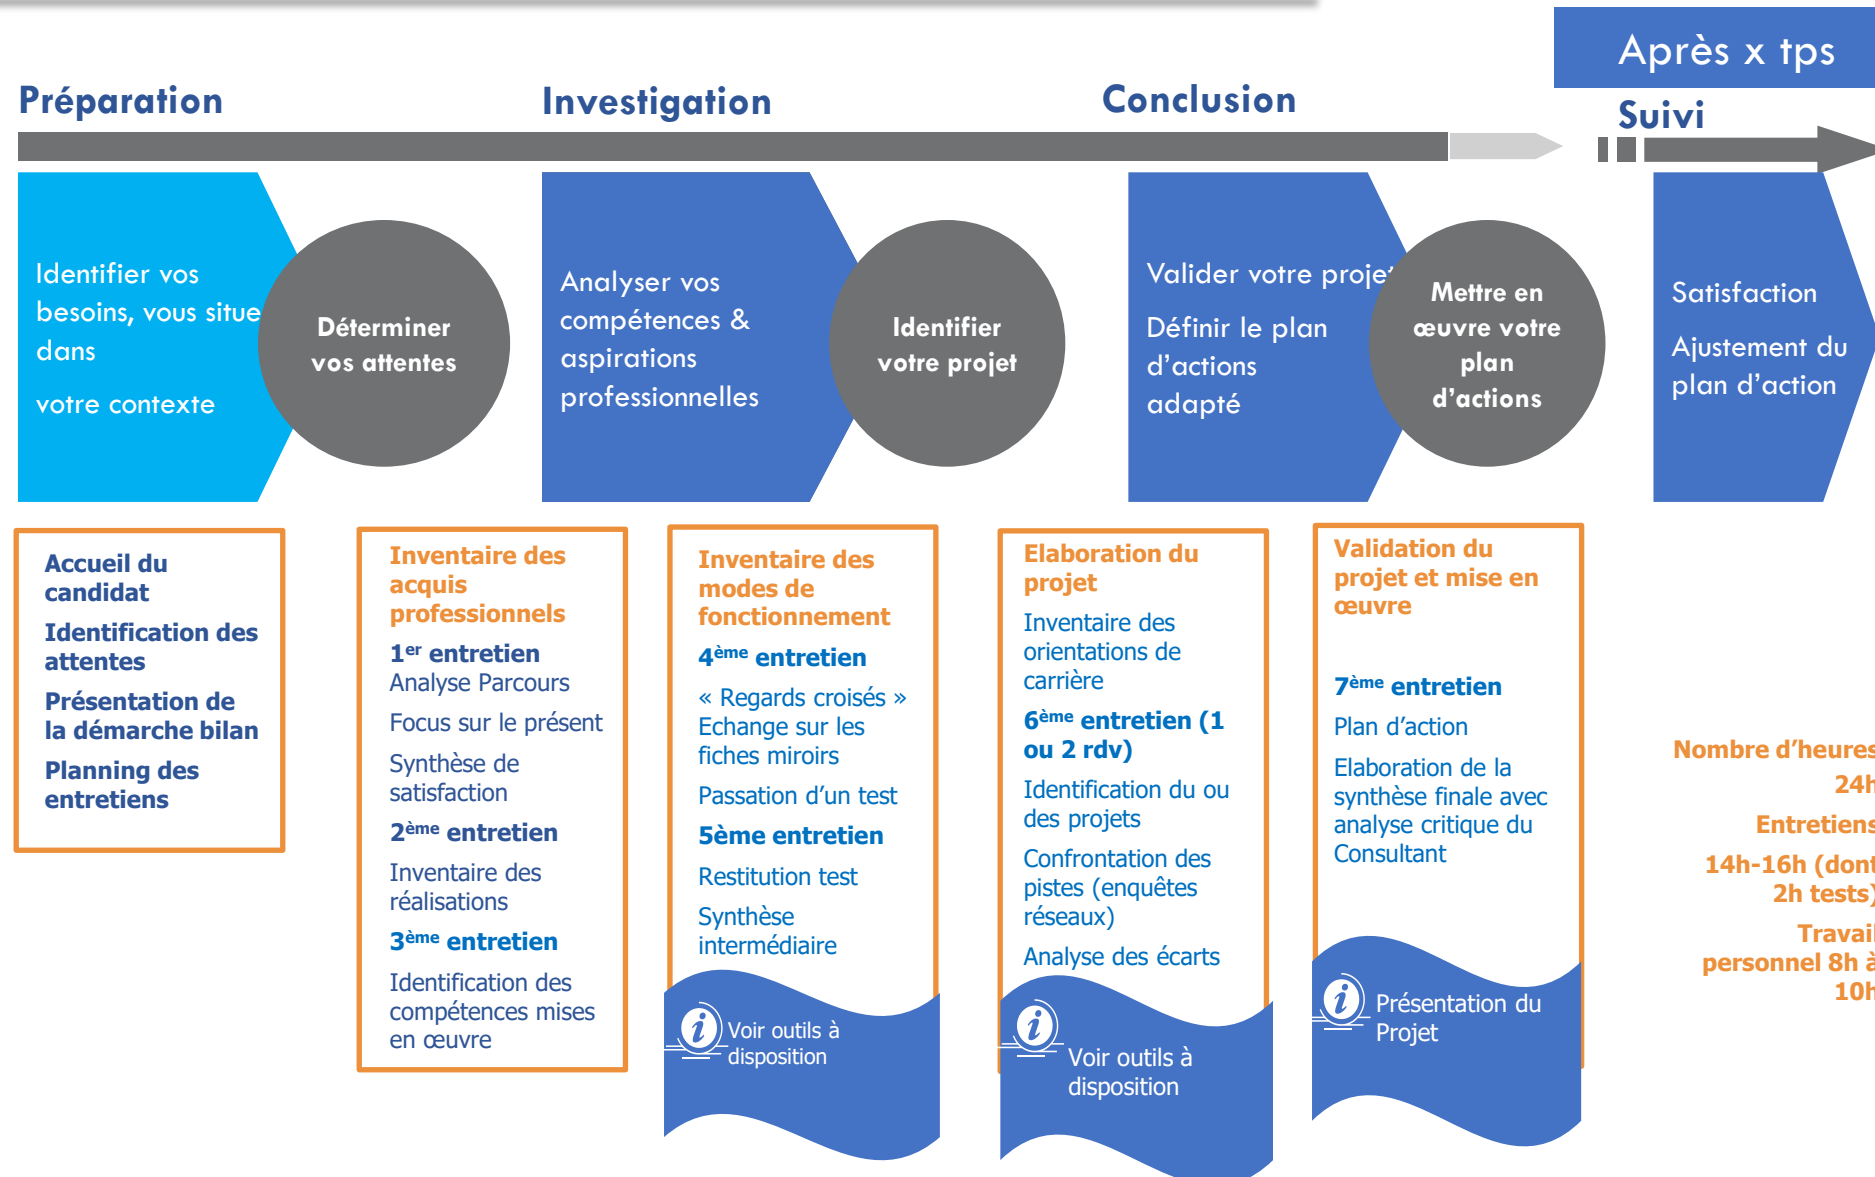 Après x tps
Préparation
Investigation
Conclusion
Suivi
Identifier vos
besoins, vous situe
dans
votre contexte
Déterminer
vos attentes
Analyser vos
compétences &
aspirations
professionnelles
Identifier
votre projet
Valider votre projet
Définir le plan
d’actions
adapté
Mettre en
œuvre votre
plan
d’actions
Satisfaction
Ajustement du
plan d’action
Accueil du
candidat
Identification des
attentes
Présentation de
la démarche bilan
Planning des
entretiens
Inventaire des
acquis
professionnels
1er entretien
Analyse Parcours
Focus sur le présent
Synthèse de
satisfaction
2ème entretien
Inventaire des
réalisations
3ème entretien
Identification des
compétences mises
en œuvre
Inventaire des
modes de
fonctionnement
4ème entretien
« Regards croisés »
Echange sur les
fiches miroirs
Passation d’un test
5ème entretien
Restitution test
Synthèse
intermédiaire
Voir outils à
disposition
Elaboration du
projet
Inventaire des
orientations de
carrière
6ème entretien (1
ou 2 rdv)
Identification du ou
des projets
Confrontation des
pistes (enquêtes
réseaux)
Analyse des écarts
Voir outils à
disposition
Validation du
projet et mise en
œuvre
7ème entretien
Plan d’action
Elaboration de la
synthèse finale avec
analyse critique du
Consultant
Présentation du
Projet
Nombre d’heures
24h
Entretiens
14h-16h (dont
2h tests)
Travail
personnel 8h à
10h